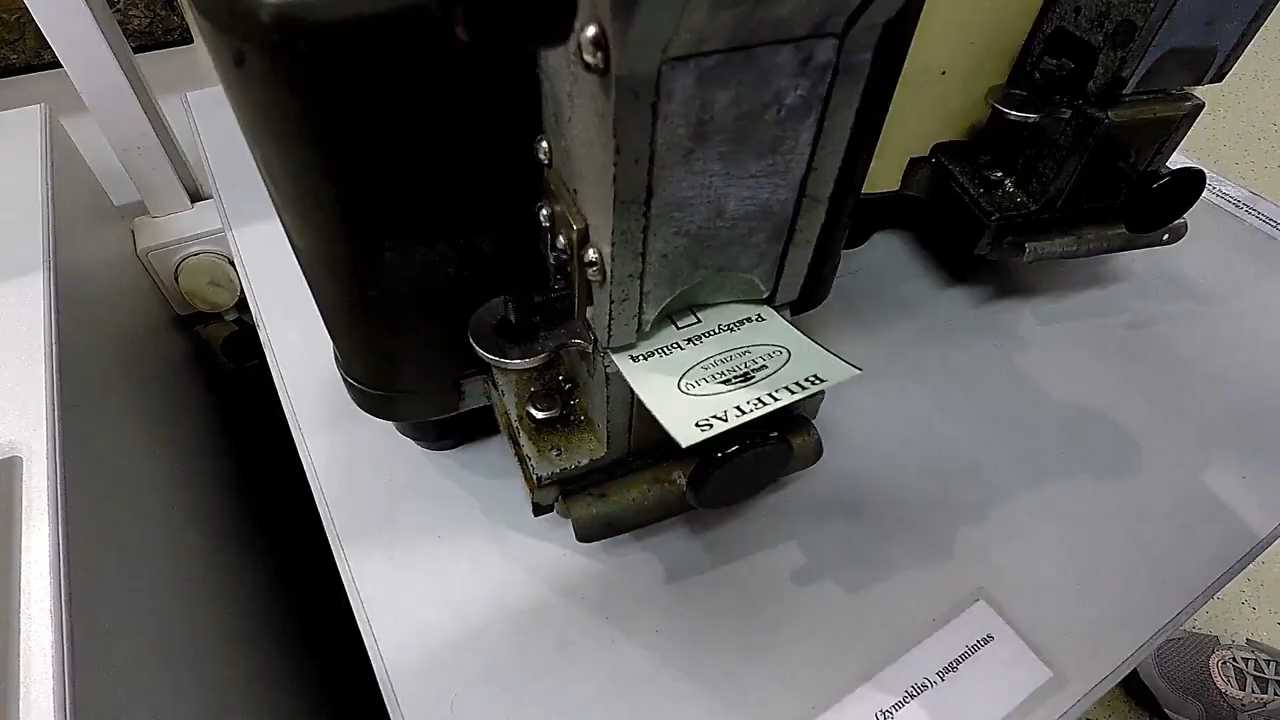 BILIETAS
GELEŽINKELIŲ
MUZIEJUS
Pasižymėk bilietą
(žymeklis), pagamintas